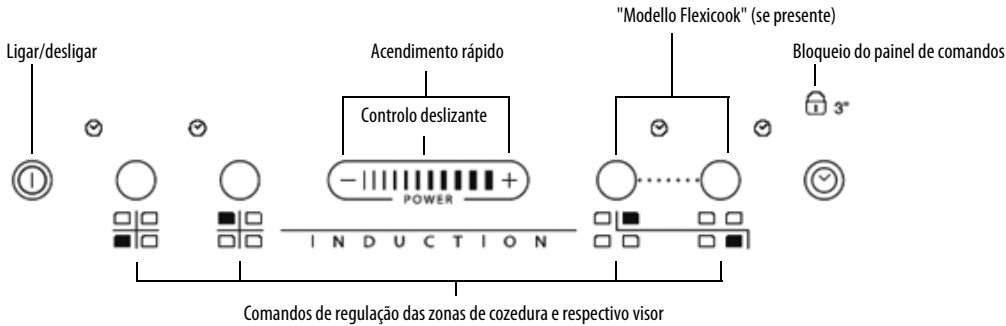 "Modello Flexicook" (se presente)
Ligar/desligar
Acendimento rápido
Bloqueio do painel de comandos
Controlo deslizante
3"
POWER
INDUCTION
Comandos de regulação das zonas de cozedura e respectivo visor